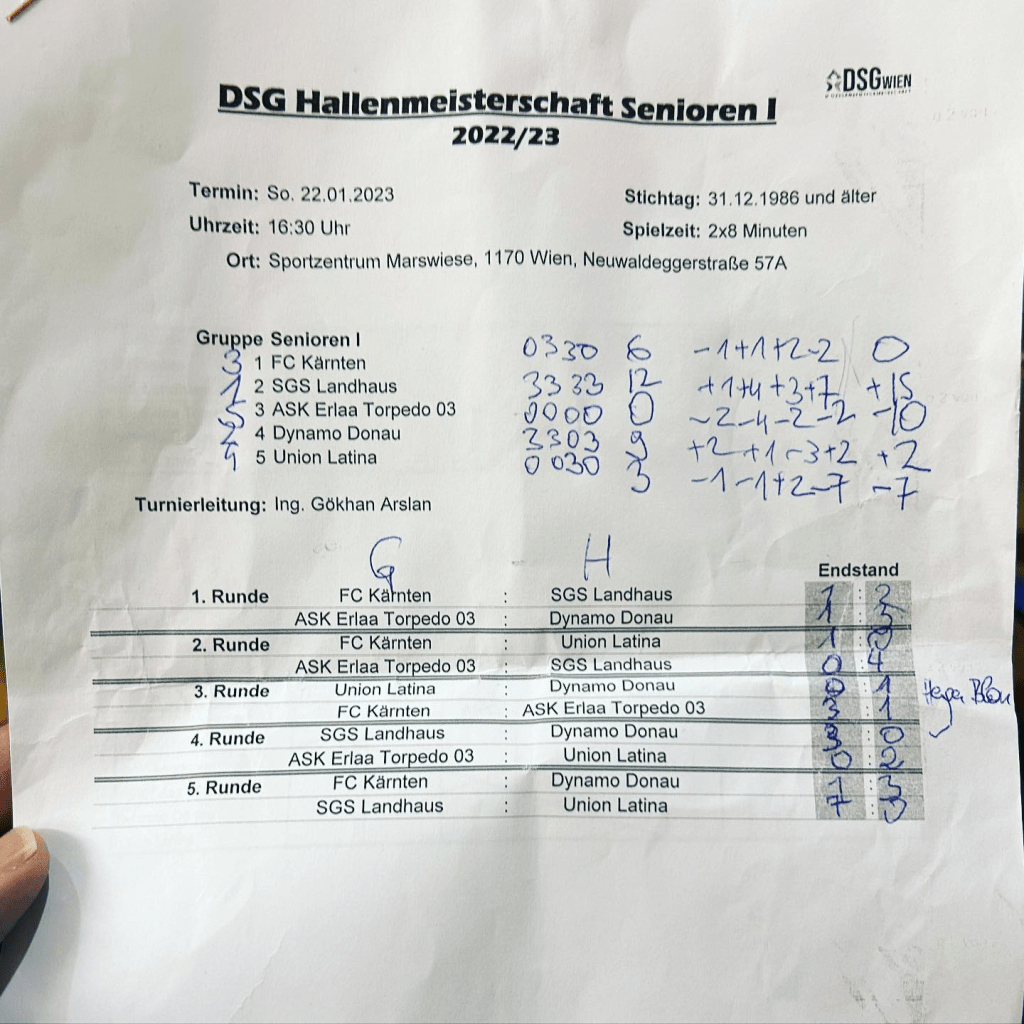 DSG WIEN
DSG Hallenmeisterschaft Senioren I
2022/23
Termin: So. 22.01.2023 Stichtag: 31.12.1986 und älter
Uhrzeit: 16:30 Uhr Spielzeit: 2x8 Minuten
Ort: Sportzentrum Marswiese, 1170 Wien, Neuwaldeggerstraße 57A
Gruppe Senioren I
3 1 FC Kärnten 0330 6 -1+1+2-2 0
1 2 SGS Landhaus 3333 12 +1+4+3+7 +15
5 3 ASK Erlaa Torpedo 03 0000 0 -2-4-2-2 -10
2 4 Dynamo Donau 3303 9 +2+1-3+2 +2
4 5 Union Latina 0030 3 -1-1+2-7 -7
Turnierleitung: Ing. Gökhan Arslan
G H
Endstand
1. Runde FC Kärnten : SGS Landhaus 1 : 2
ASK Erlaa Torpedo 03 : Dynamo Donau 1 :
2. Runde FC Kärnten : Union Latina 1 : 0
ASK Erlaa Torpedo 03 : SGS Landhaus 0 : 4
3. Runde Union Latina : Dynamo Donau 0 : 1
FC Kärnten : ASK Erlaa Torpedo 03 3 : 1
4. Runde SGS Landhaus : Dynamo Donau 3 : 0
ASK Erlaa Torpedo 03 : Union Latina 0 : 2
5. Runde FC Kärnten : Dynamo Donau 1 : 3
SGS Landhaus : Union Latina 7 :